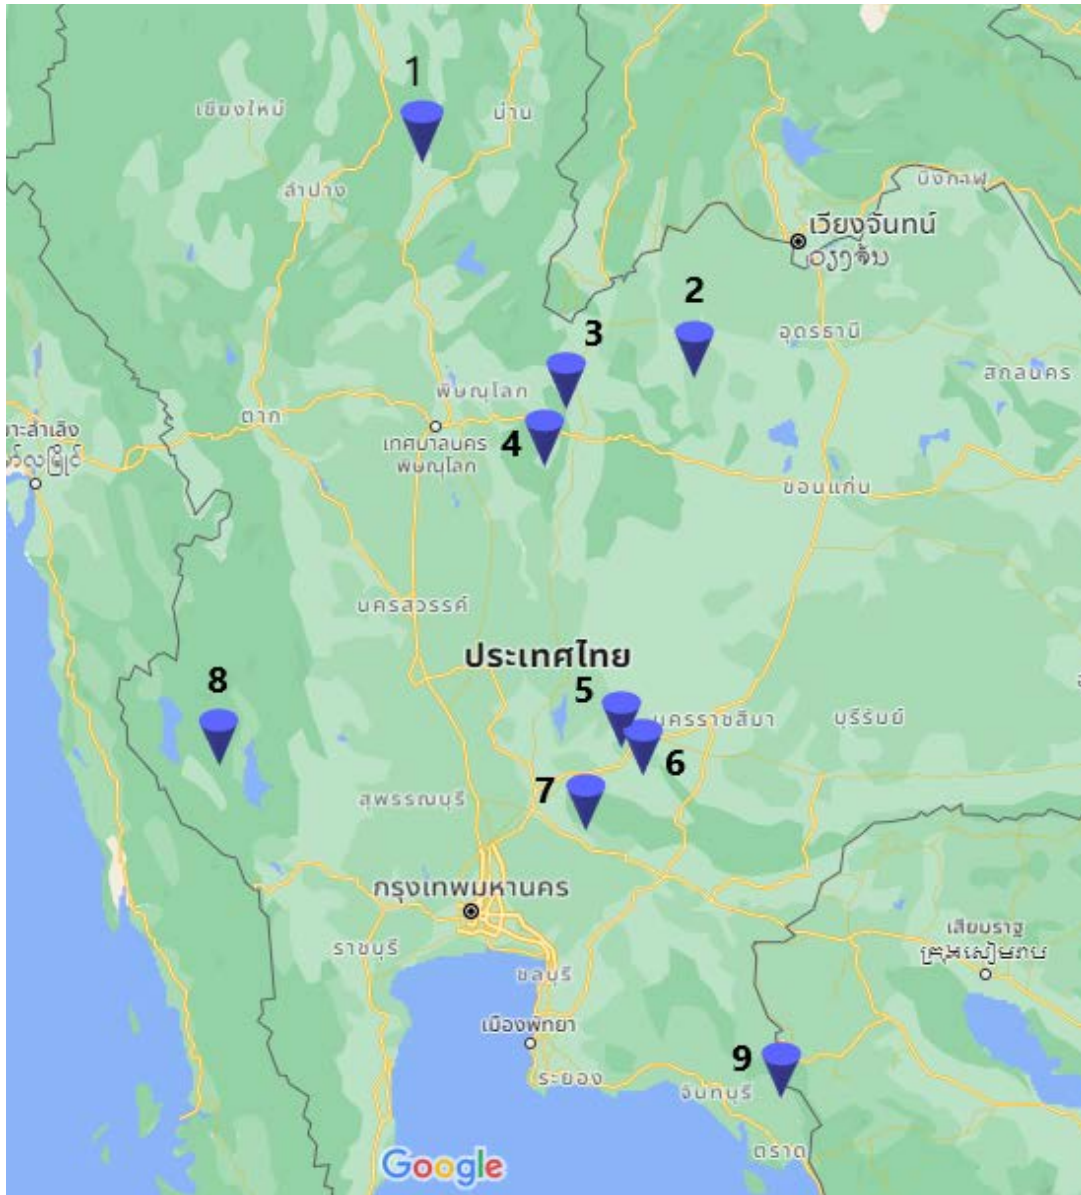 1
เชียงใหม่
น่าน
ลำปาง
บึงกาฬ
เวียงจันทน์
ວຽງຈັນ
2
3
อุดรธานี
สกลนคร
พิษณุโลก
ตาก
4
เทศบาลนคร
พิษณุโลก
ขอนแก่น
นครสวรรค์
ประเทศไทย
8
5
นครราชสีมา
บุรีรัมย์
6
7
สุพรรณบุรี
กรุงเทพมหานคร
เสียมราฐ
ក្រុងសៀមរាប
ราชบุรี
ชลบุรี
เมืองพัทยา
9
ระยอง
จันทบุรี
ตราด
Google